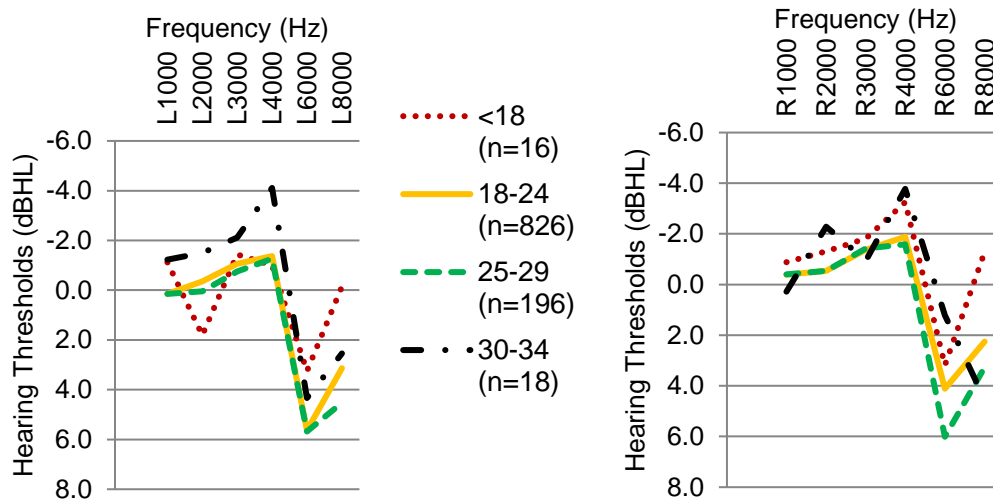 Frequency (Hz)
L1000
L2000
L3000
L4000
L6000
L8000
Hearing Thresholds (dBHL)
-6.0
-4.0
-2.0
0.0
2.0
4.0
6.0
8.0
<18
(n=16)
18-24
(n=826)
25-29
(n=196)
30-34
(n=18)
Frequency (Hz)
R1000
R2000
R3000
R4000
R6000
R8000
Hearing Thresholds (dBHL)
-6.0
-4.0
-2.0
0.0
2.0
4.0
6.0
8.0